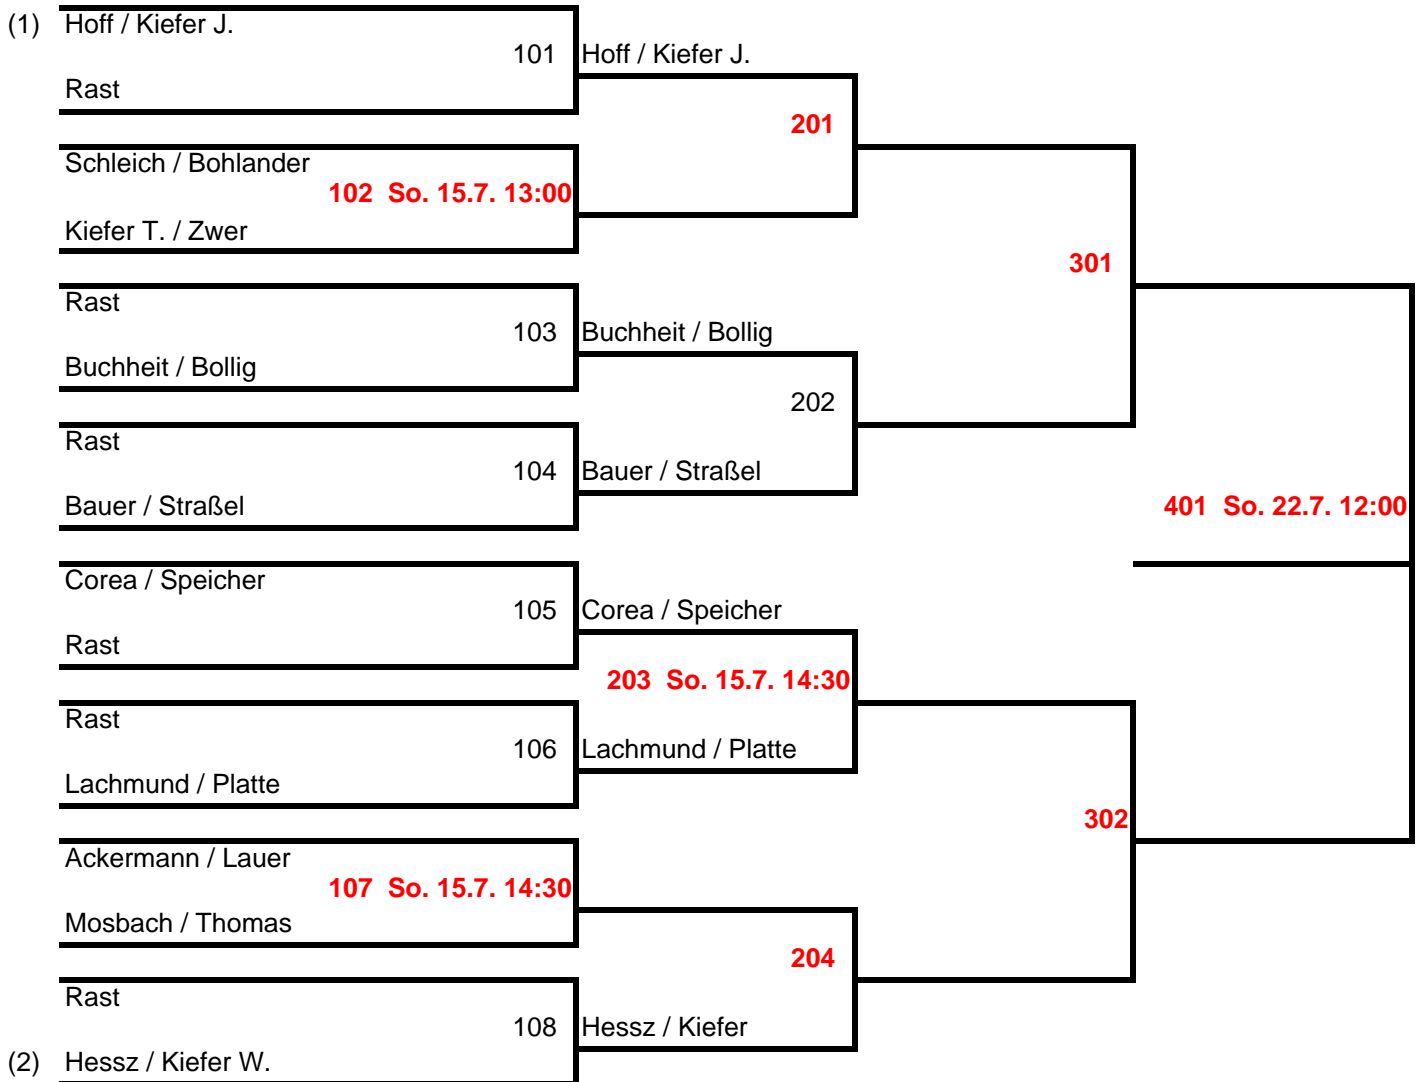 (1) Hoff / Kiefer J.
101 Hoff / Kiefer J.
Rast
201
Schleich / Bohlander
102 So. 15.7. 13:00
Kiefer T. / Zwer
301
Rast
103 Buchheit / Bollig
Buchheit / Bollig
202
Rast
104 Bauer / Straßel
Bauer / Straßel
401 So. 22.7. 12:00
Corea / Speicher
105 Corea / Speicher
Rast
203 So. 15.7. 14:30
Rast
106 Lachmund / Platte
Lachmund / Platte
302
Ackermann / Lauer
107 So. 15.7. 14:30
Mosbach / Thomas
204
Rast
108 Hessz / Kiefer
(2) Hessz / Kiefer W.